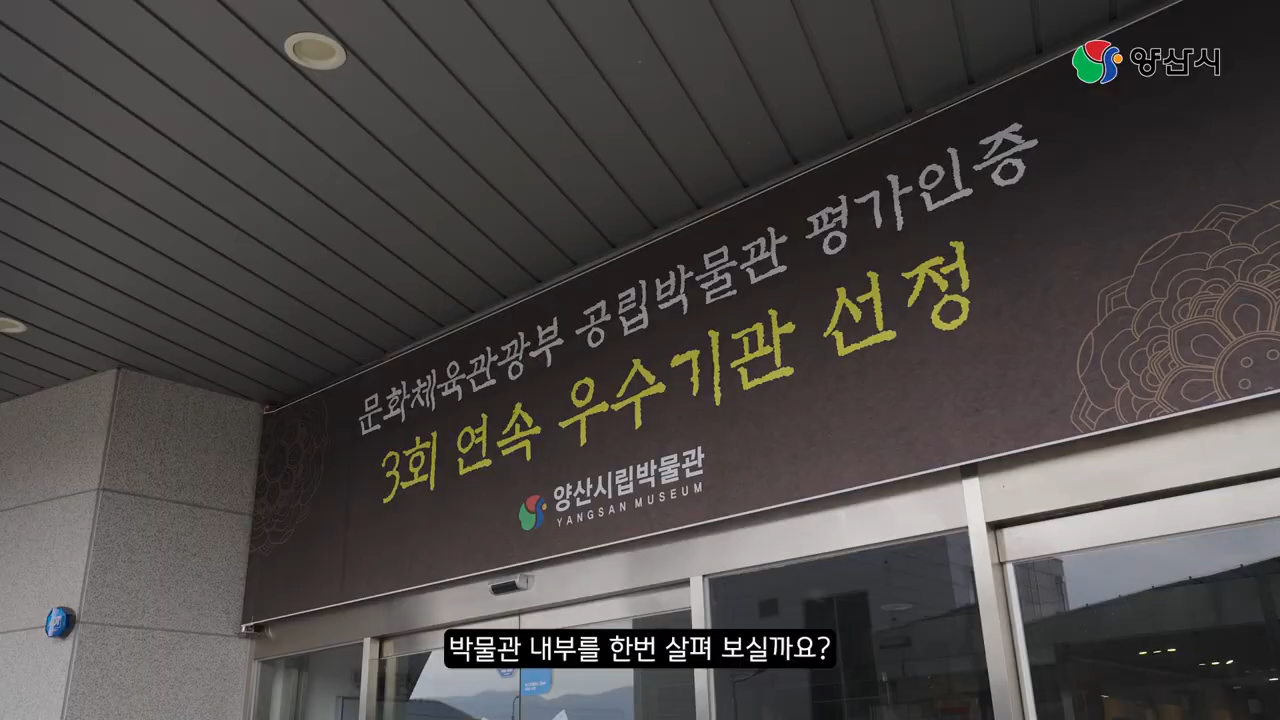 양산시
문화체육관광부 공립박물관 평가인증
3회 연속 우수기관 선정
양산시립박물관
YANGSAN MUSEUM
박물관 내부를 한번 살펴 보실까요?